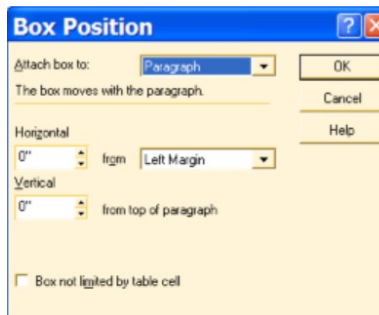 Box Position
Attach box to: Paragraph OK
The box moves with the paragraph.
Cancel
Horizontal Help
0" from Left Margin
Vertical
0" from top of paragraph
Box not limited by table cell